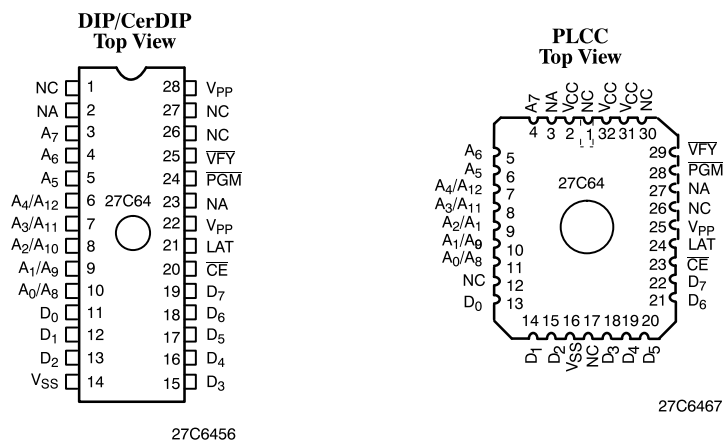 DIP/CerDIP
Top View
NC 1 28 VPP
NA 2 27 NC
A7 3 26 NC
A6 4 25 VFY
A5 5 24 PGM
A4/A12 6 27C64 23 NA
A3/A11 7 22 VPP
A2/A10 8 21 LAT
A1/A9 9 20 CE
A0/A8 10 19 D7
D0 11 18 D6
D1 12 17 D5
D2 13 16 D4
VSS 14 15 D3
27C6456
PLCC
Top View
A7 NA VCC NC VCC VCC NC
4 3 2 1 32 31 30
A6 5 29 VFY
A5 6 28 PGM
A4/A12 7 27C64 27 NA
A3/A11 8 26 NC
A2/A1 9 25 VPP
A1/A9 10 24 LAT
A0/A8 11 23 CE
NC 12 22 D7
D0 13 21 D6
14 15 16 17 18 19 20
D1 D2 VSS NC D3 D4 D5
27C6467